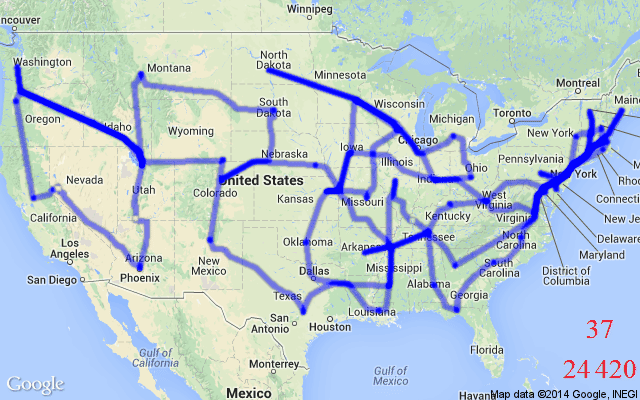 Winnipeg
ancouver
Washington
North
Dakota
Montana
Minnesota
Montreal
Maine
Oregon
Idaho
South
Dakota
Wisconsin
Michigan
Toronto
New York
Wyoming
Chicago
Iowa
Nebraska
Illinois
Ohio
Pennsylvania
New York
Indiana
Nevada
Utah
Colorado
United States
Kansas
Missouri
West
Virginia
Virginia
Kentucky
Connecti
Rho
New Je
Delawar
Maryland
California
Los
Angeles
Arizona
Phoenix
New
Mexico
Oklahoma
Arkansas
Tennessee
North
Carolina
South
Carolina
District of
Columbia
San Diego
Dallas
Mississippi
Alabama
Georgia
Texas
San
Antonio
Houston
Louisiana
Gulf of
California
Monterrey
Gulf of
Mexico
Florida
37
24 420
Google
Mexico
Havana
Map data ©2014 Google, INEGI